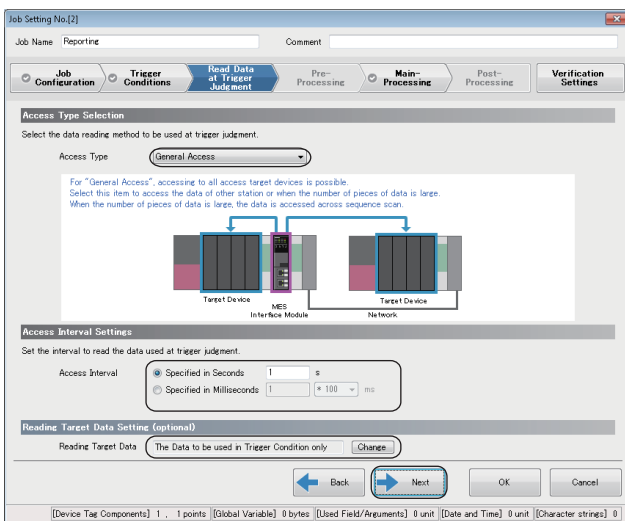 Job Setting No.[2]
Job Name Reporting Comment
Job Configuration
Trigger Conditions
Read Data at Trigger Judgment
Pre-Processing
Main-Processing
Post-Processing
Verification Settings
Access Type Selection
Select the data reading method to be used at trigger judgment.
Access Type General Access
For "General Access", accessing to all access target devices is possible.
Select this item to access the data of other station or when the number of pieces of data is large.
When the number of pieces of data is large, the data is accessed across sequence scan.
Target Device
MES
Interface Module
Target Device
Network
Access Interval Settings
Set the interval to read the data used at trigger judgment.
Access Interval Specified in Seconds 1 s
Specified in Milliseconds 1 * 100 ms
Reading Target Data Setting (optional)
Reading Target Data The Data to be used in Trigger Condition only Change
Back Next OK Cancel
[Device Tag Components] 1 , 1 points [Global Variable] 0 bytes [Used Field/Arguments] 0 unit [Date and Time] 0 unit [Character strings] 0